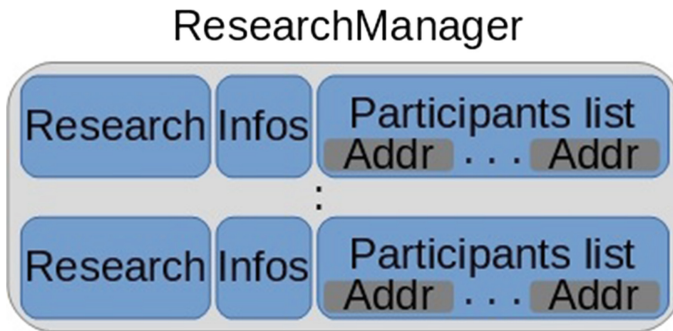 ResearchManager
Research Infos Participants list
Addr . . . Addr
:
Research Infos Participants list
Addr . . . Addr